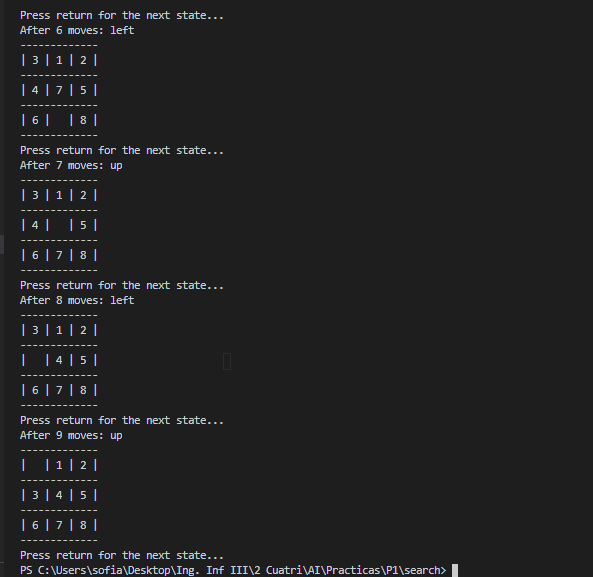 Press return for the next state...
After 6 moves: left
-------------
| 3 | 1 | 2 |
-------------
| 4 | 7 | 5 |
-------------
| 6 |   | 8 |
-------------
Press return for the next state...
After 7 moves: up
-------------
| 3 | 1 | 2 |
-------------
| 4 |   | 5 |
-------------
| 6 | 7 | 8 |
-------------
Press return for the next state...
After 8 moves: left
-------------
| 3 | 1 | 2 |
-------------
|   | 4 | 5 |
-------------
| 6 | 7 | 8 |
-------------
Press return for the next state...
After 9 moves: up
-------------
|   | 1 | 2 |
-------------
| 3 | 4 | 5 |
-------------
| 6 | 7 | 8 |
-------------
Press return for the next state...
PS C:\Users\sofia\Desktop\Ing. Inf III\2 Cuatri\AI\Practicas\P1\search>